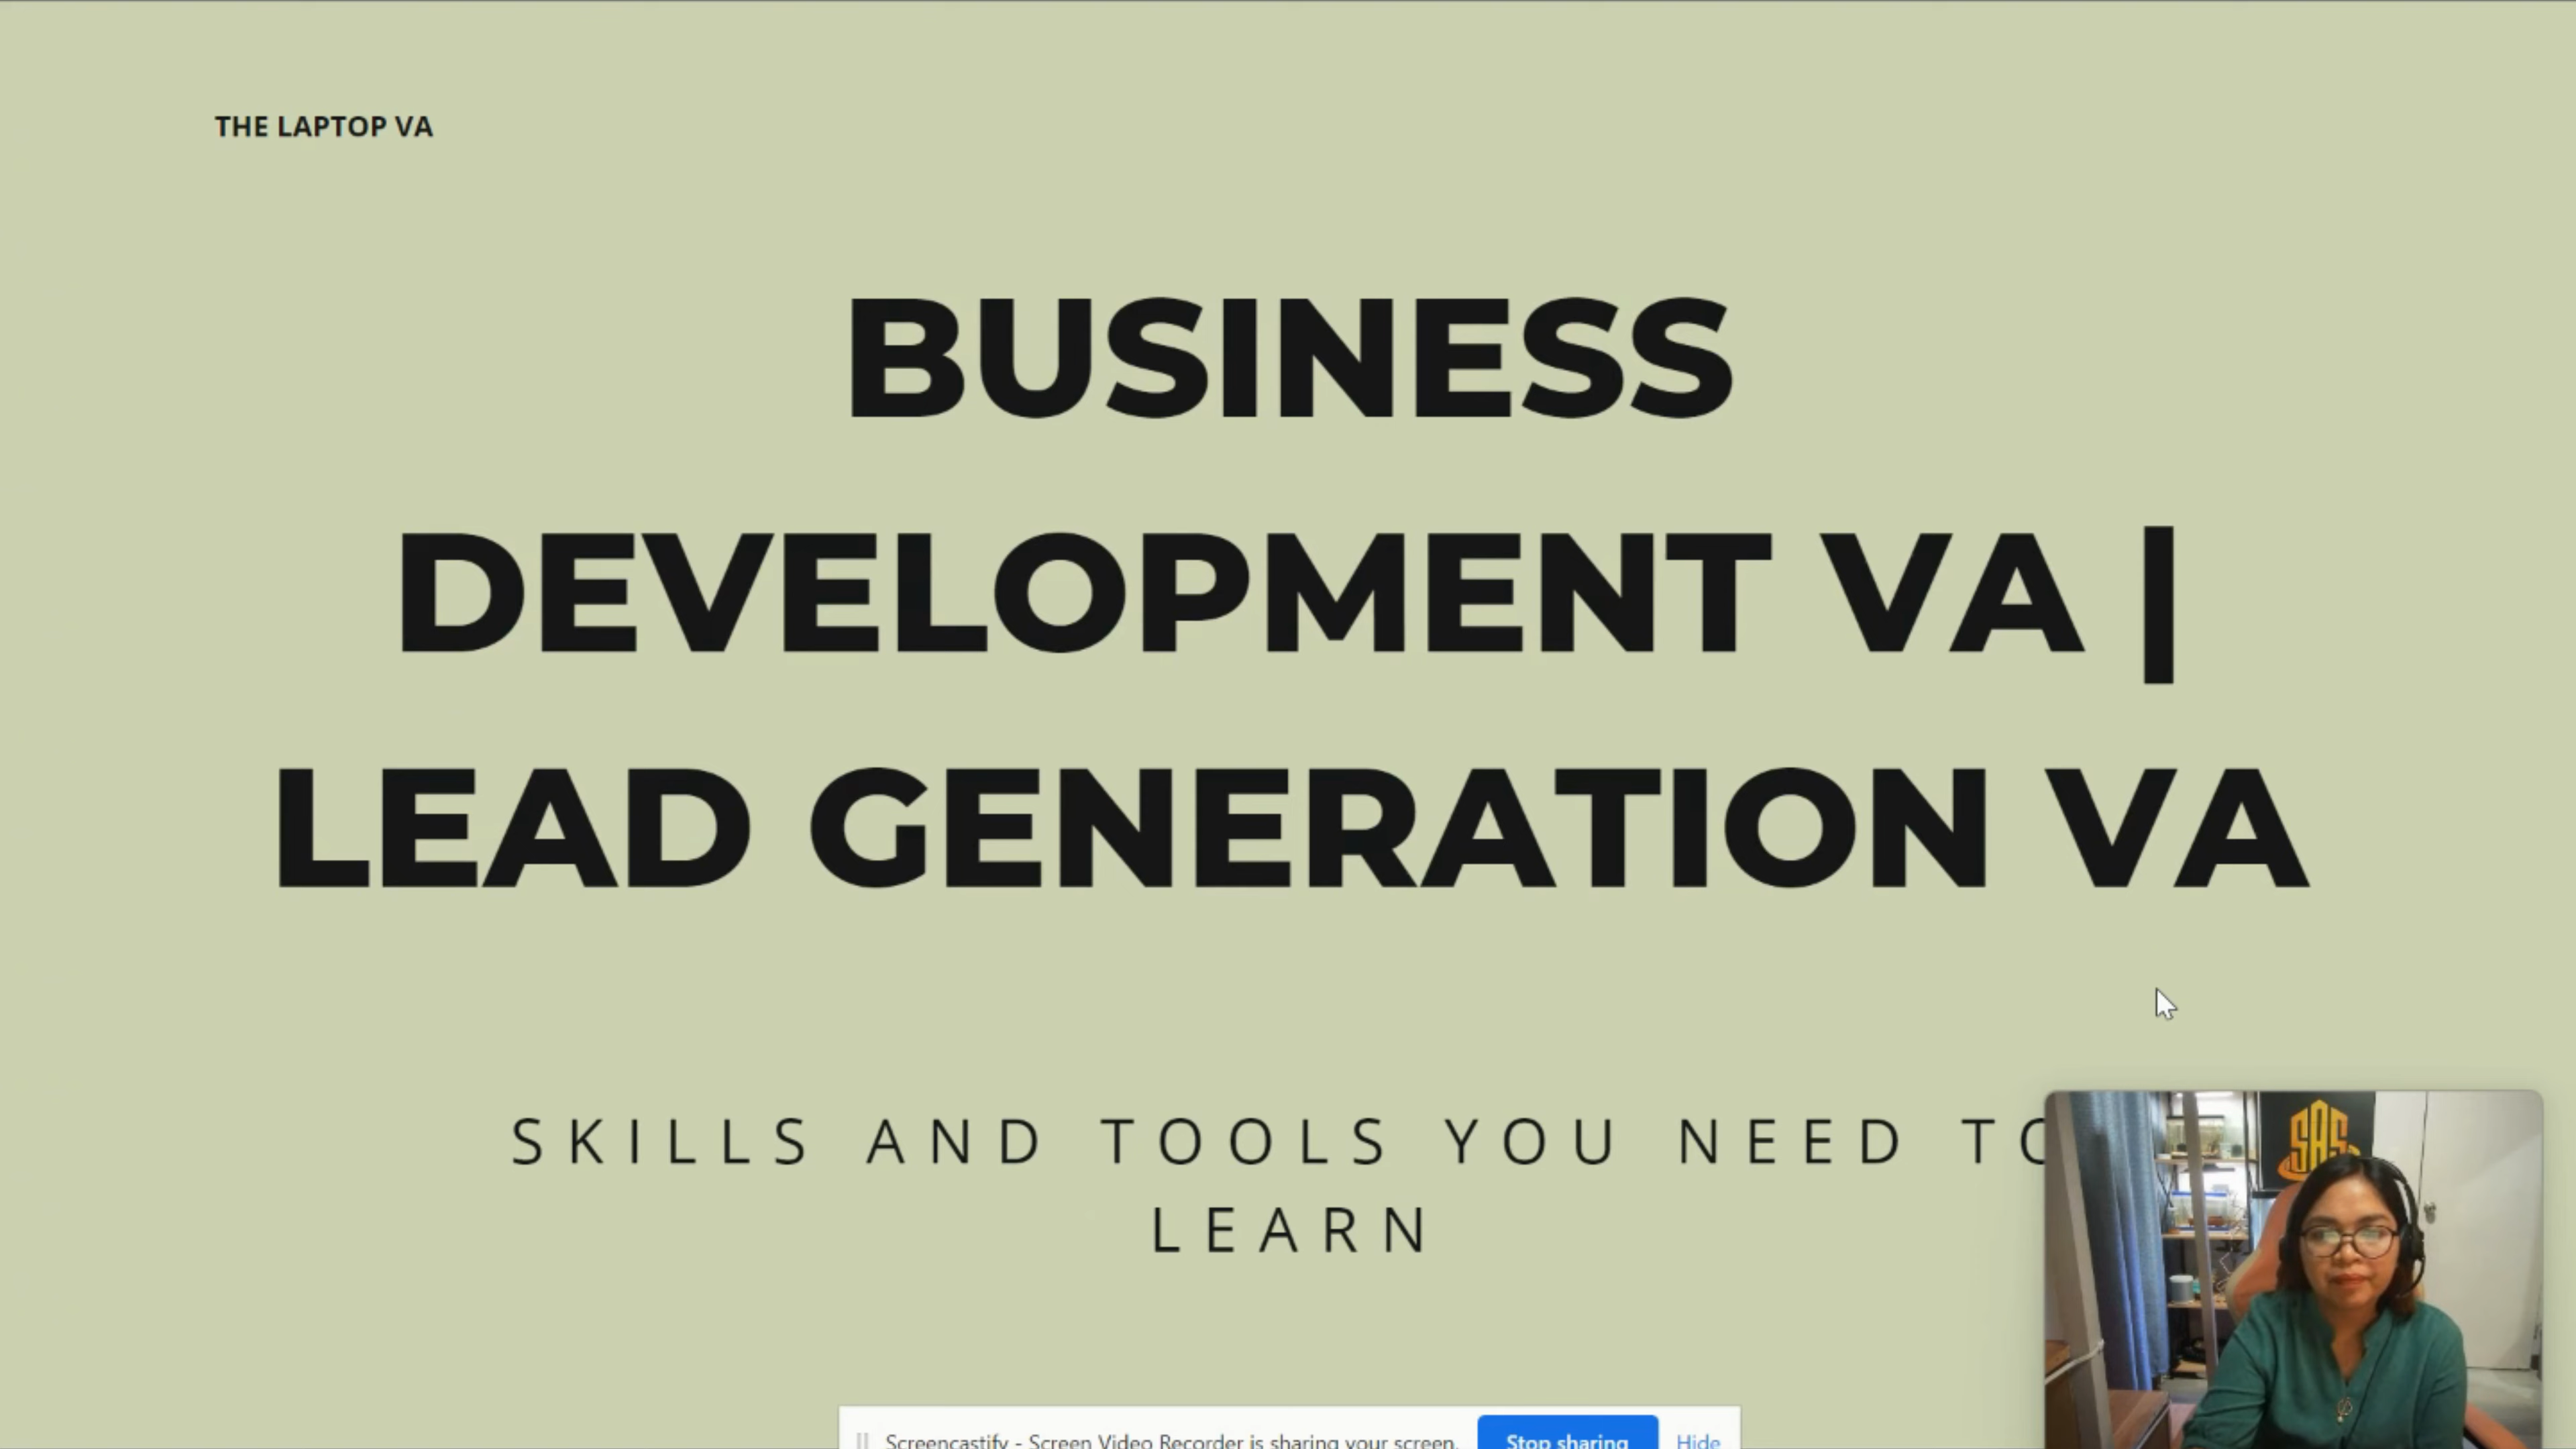 THE LAPTOP VA
BUSINESS
DEVELOPMENT VA |
LEAD GENERATION VA
SKILLS AND TOOLS YOU NEED TO
LEARN
SAS
Screencastify - Screen Video Recorder is sharing your screen.
Stop sharing
Hide